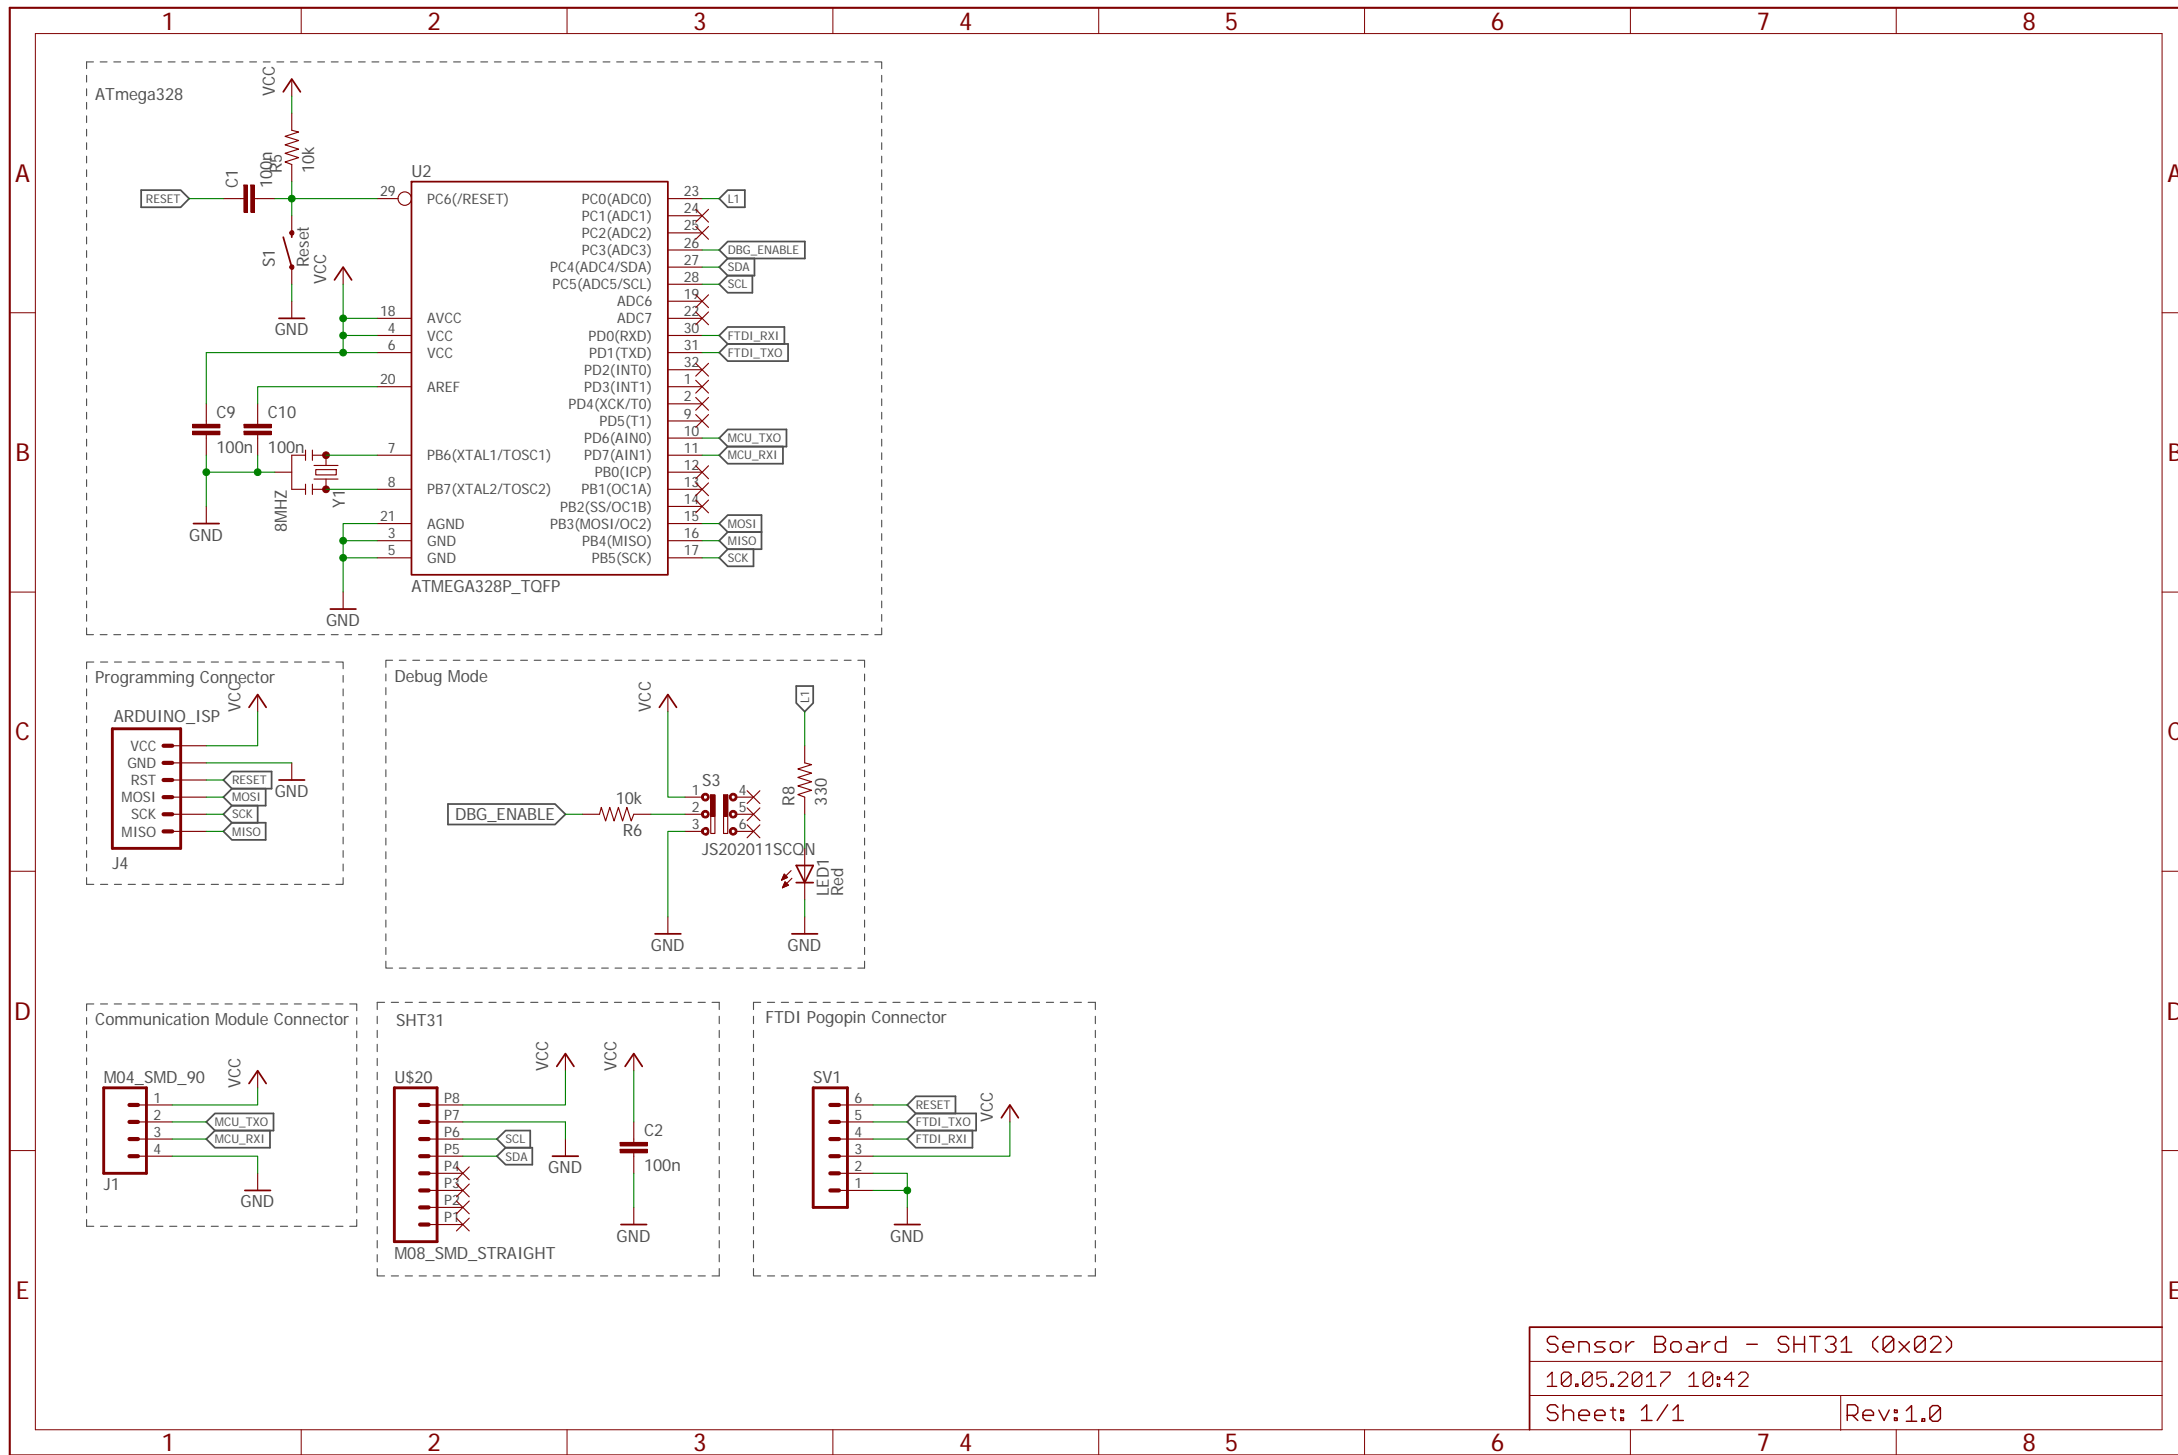 1 2 3 4 5 6 7 8
A
B
C
D
E
A
B
C
D
E
1 2 3 4 5 6 7 8
ATmega328
VCC
R5
10k
C1
100n
RESET
S1
Reset
GND
VCC
C9
100n
C10
100n
GND
8MHZ
Y1
GND
U2
29 PC6(/RESET)
18 AVCC
4 VCC
6 VCC
20 AREF
7 PB6(XTAL1/TOSC1)
8 PB7(XTAL2/TOSC2)
21 AGND
3 GND
5 GND
PC0(ADC0) 23 L1
PC1(ADC1) 24
PC2(ADC2) 25
PC3(ADC3) 26 DBG_ENABLE
PC4(ADC4/SDA) 27 SDA
PC5(ADC5/SCL) 28 SCL
ADC6 19
ADC7 22
PD0(RXD) 30 FTDI_RXI
PD1(TXD) 31 FTDI_TXO
PD2(INT0) 32
PD3(INT1) 1
PD4(XCK/T0) 2
PD5(T1) 9
PD6(AIN0) 10 MCU_TXO
PD7(AIN1) 11 MCU_RXI
PB0(ICP) 12
PB1(OC1A) 13
PB2(SS/OC1B) 14
PB3(MOSI/OC2) 15 MOSI
PB4(MISO) 16 MISO
PB5(SCK) 17 SCK
ATMEGA328P_TQFP
Programming Connector
VCC
ARDUINO_ISP
VCC
GND
RST RESET
MOSI MOSI
SCK SCK
MISO MISO
GND
J4
Debug Mode
VCC
L1
DBG_ENABLE
10k
R6
S3
1 4
2 5
3 6
JS202011SCQN
R8
330
LED1
Red
GND
GND
Communication Module Connector
M04_SMD_90
VCC
1
2 MCU_TXO
3 MCU_RXI
4
J1
GND
SHT31
VCC
VCC
U$20
P8
P7
P6 SCL
P5 SDA
P4
P3
P2
P1
GND
C2
100n
GND
M08_SMD_STRAIGHT
FTDI Pogopin Connector
SV1
VCC
6 RESET
5 FTDI_TXO
4 FTDI_RXI
3
2
1
GND
Sensor Board - SHT31 (0x02)
10.05.2017 10:42
Sheet: 1/1 Rev:1.0